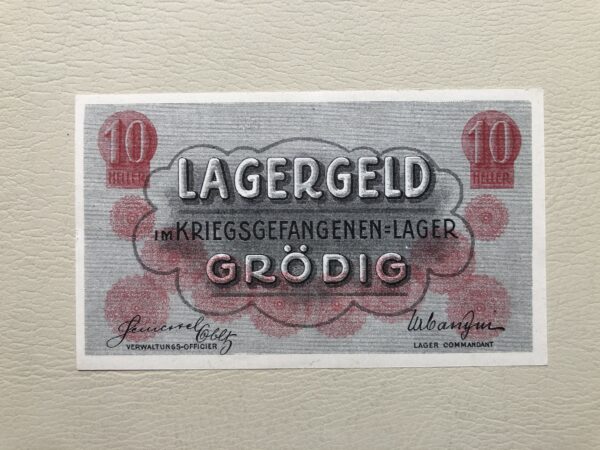 10 10
HELLER HELLER
LAGERGELD
IM KRIEGSGEFANGENEN=LAGER
GRÖDIG
VERWALTUNGS-OFFICIER LAGER COMMANDANT